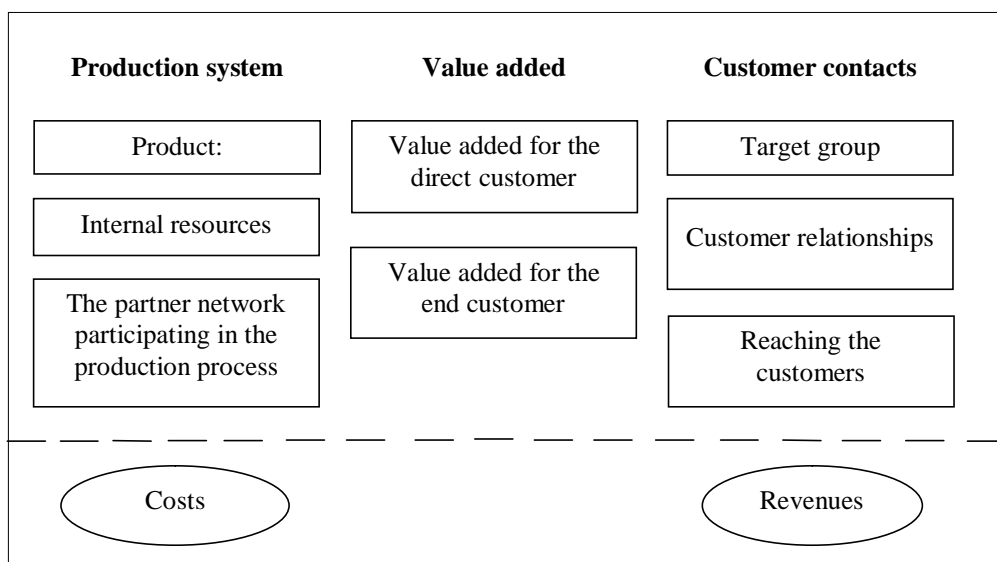 Production system
Product:
Internal resources
The partner network
participating in the
production process
Value added
Value added for the
direct customer
Value added for the
end customer
Customer contacts
Target group
Customer relationships
Reaching the
customers
Costs
Revenues